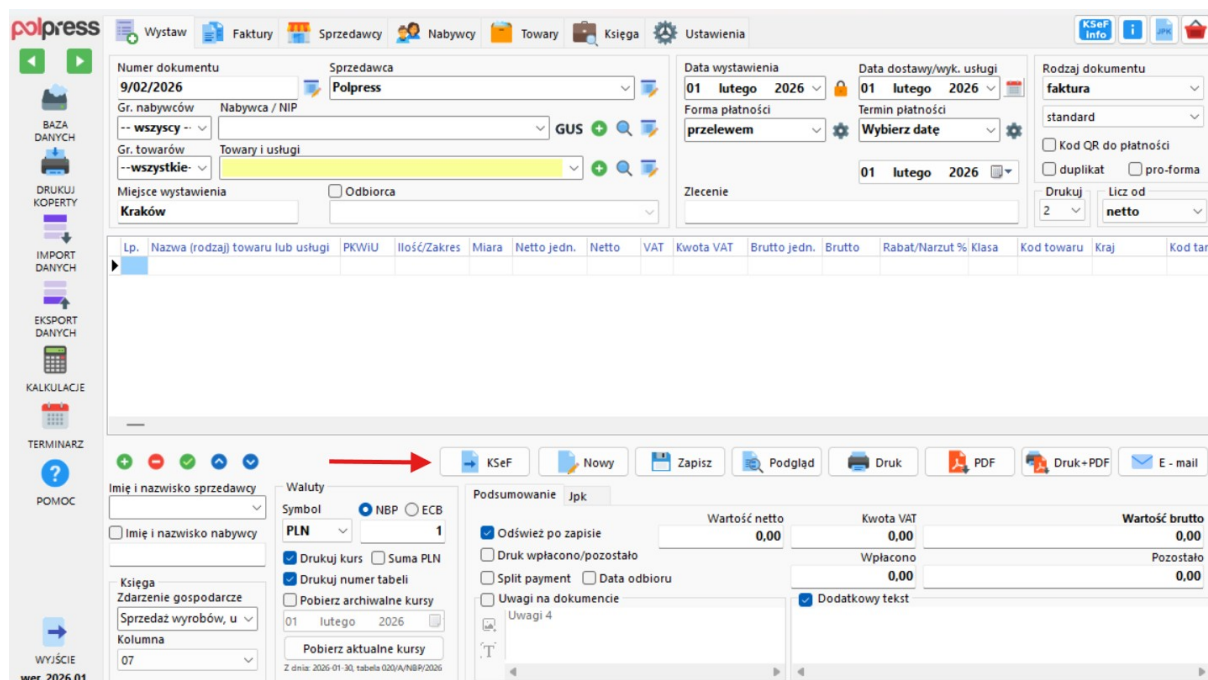 polpress
Wystaw Faktury Sprzedawcy Nabywcy Towary Księga Ustawienia
KSeF Info i JPK
BAZA DANYCH
DRUKUJ KOPERTY
IMPORT DANYCH
EKSPORT DANYCH
KALKULACJE
TERMINARZ
POMOC
WYJŚCIE
wer. 2026.01
Numer dokumentu Sprzedawca
9/02/2026 Polpress
Gr. nabywców Nabywca / NIP
-- wszyscy -- GUS
Gr. towarów Towary i usługi
--wszystkie-
Miejsce wystawienia Odbiorca
Kraków
Data wystawienia Data dostawy/wyk. usługi
01 lutego 2026 01 lutego 2026
Forma płatności Termin płatności
przelewem Wybierz datę
01 lutego 2026
Zlecenie
Rodzaj dokumentu
faktura
standard
Kod QR do płatności
duplikat pro-forma
Drukuj Licz od
2 netto
Lp. Nazwa (rodzaj) towaru lub usługi PKWiU Ilość/Zakres Miara Netto jedn. Netto VAT Kwota VAT Brutto jedn. Brutto Rabat/Narzut % Klasa Kod towaru Kraj Kod tar
KSeF Nowy Zapisz Podgląd Druk PDF Druk+PDF E - mail
Imię i nazwisko sprzedawcy
Imię i nazwisko nabywcy
Księga
Zdarzenie gospodarcze
Sprzedaż wyrobów, u
Kolumna
07
Waluty
Symbol NBP ECB
PLN 1
Drukuj kurs Suma PLN
Drukuj numer tabeli
Pobierz archiwalne kursy
01 lutego 2026
Pobierz aktualne kursy
Z dnia: 2026-01-30, tabela 020/A/NBP/2026
Podsumowanie Jpk
Wartość netto Kwota VAT Wartość brutto
Odśwież po zapisie 0,00 0,00 0,00
Druk wpłacono/pozostało Wpłacono Pozostało
Split payment Data odbioru 0,00 0,00
Uwagi na dokumencie Dodatkowy tekst
Uwagi 4